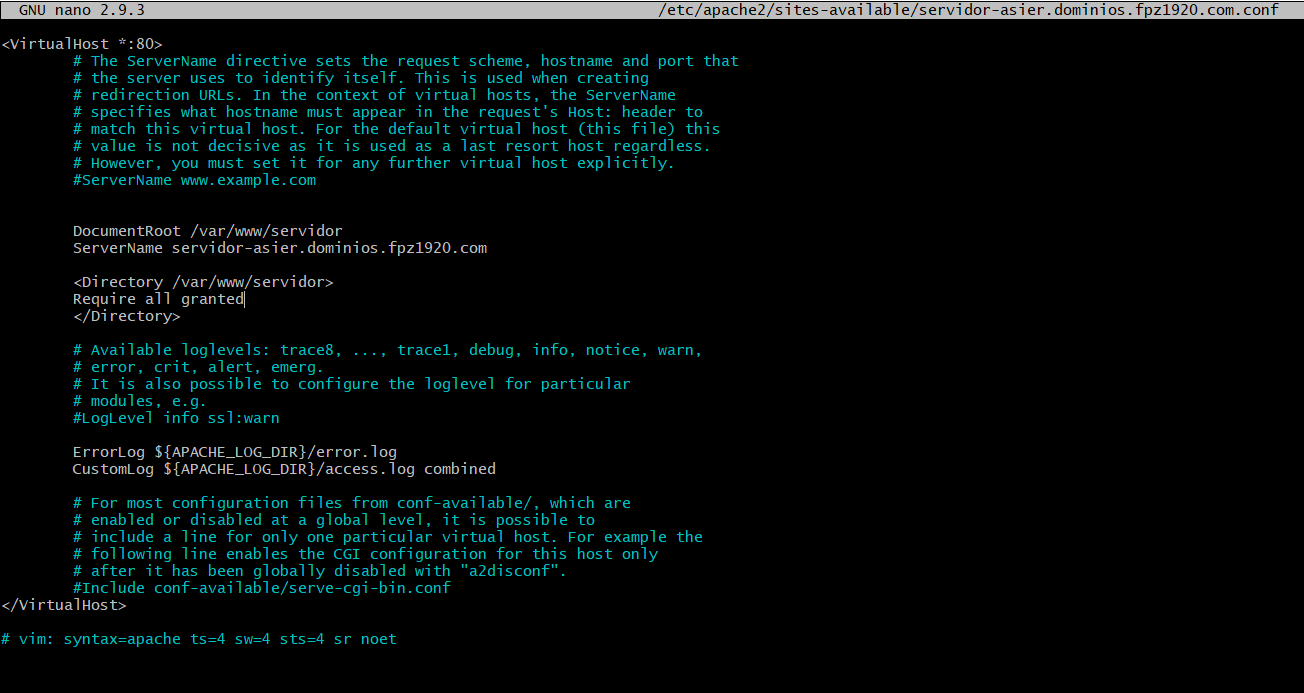 GNU nano 2.9.3 /etc/apache2/sites-available/servidor-asier.dominios.fpz1920.com.conf
<VirtualHost *:80>
# The ServerName directive sets the request scheme, hostname and port that
# the server uses to identify itself. This is used when creating
# redirection URLs. In the context of virtual hosts, the ServerName
# specifies what hostname must appear in the request's Host: header to
# match this virtual host. For the default virtual host (this file) this
# value is not decisive as it is used as a last resort host regardless.
# However, you must set it for any further virtual host explicitly.
#ServerName www.example.com
DocumentRoot /var/www/servidor
ServerName servidor-asier.dominios.fpz1920.com
<Directory /var/www/servidor>
Require all granted
</Directory>
# Available loglevels: trace8, ..., trace1, debug, info, notice, warn,
# error, crit, alert, emerg.
# It is also possible to configure the loglevel for particular
# modules, e.g.
#LogLevel info ssl:warn
ErrorLog ${APACHE_LOG_DIR}/error.log
CustomLog ${APACHE_LOG_DIR}/access.log combined
# For most configuration files from conf-available/, which are
# enabled or disabled at a global level, it is possible to
# include a line for only one particular virtual host. For example the
# following line enables the CGI configuration for this host only
# after it has been globally disabled with "a2disconf".
#Include conf-available/serve-cgi-bin.conf
</VirtualHost>
# vim: syntax=apache ts=4 sw=4 sts=4 sr noet